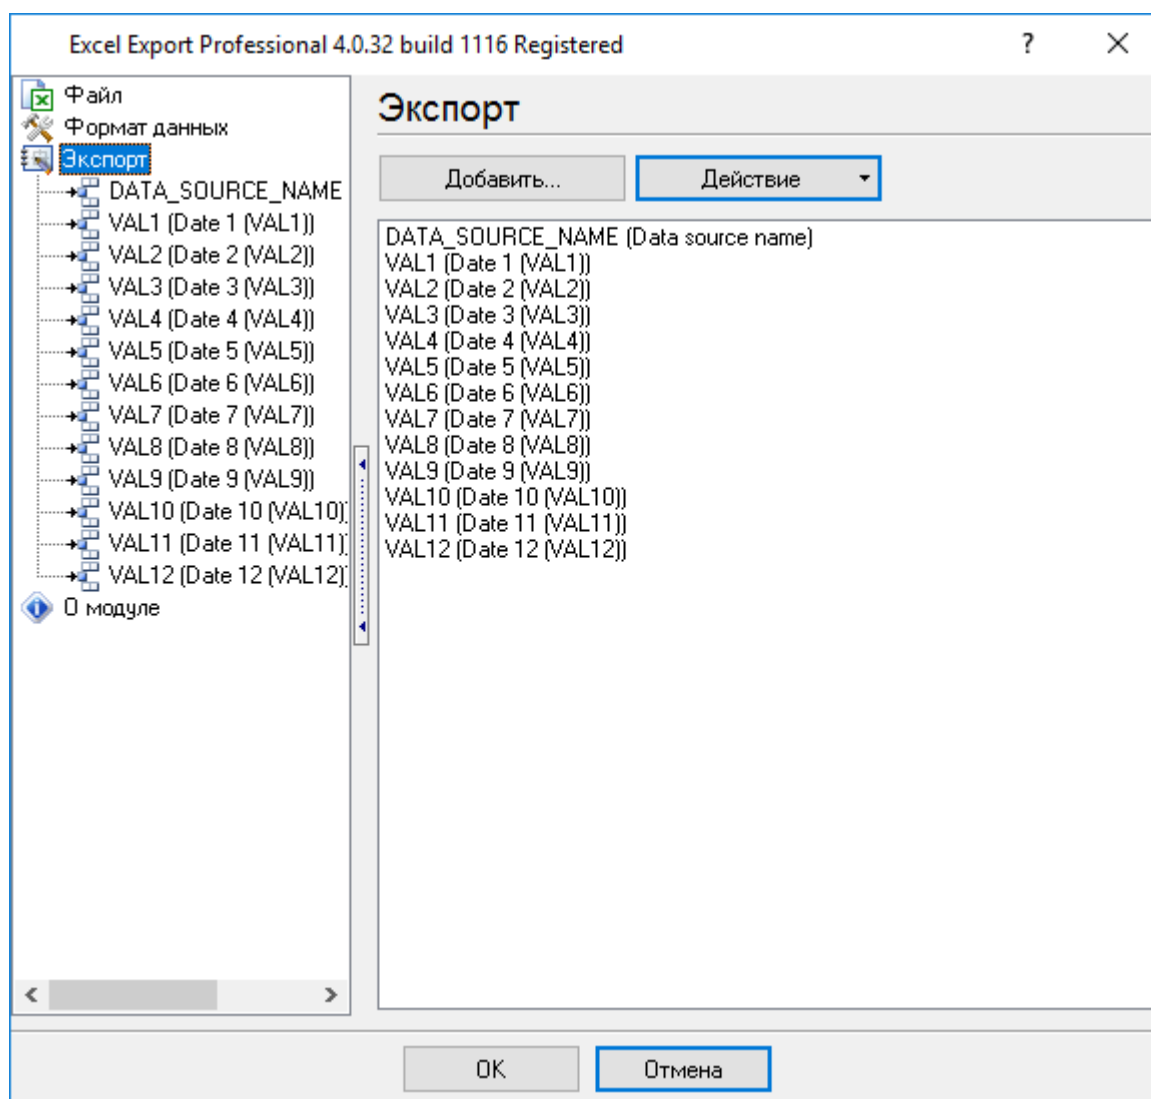 Excel Export Professional 4.0.32 build 1116 Registered
?
Файл
Формат данных
Экспорт
DATA_SOURCE_NAME
VAL1 (Date 1 (VAL1))
VAL2 (Date 2 (VAL2))
VAL3 (Date 3 (VAL3))
VAL4 (Date 4 (VAL4))
VAL5 (Date 5 (VAL5))
VAL6 (Date 6 (VAL6))
VAL7 (Date 7 (VAL7))
VAL8 (Date 8 (VAL8))
VAL9 (Date 9 (VAL9))
VAL10 (Date 10 (VAL10))
VAL11 (Date 11 (VAL11))
VAL12 (Date 12 (VAL12))
О модуле
Экспорт
Добавить...
Действие
DATA_SOURCE_NAME (Data source name)
VAL1 (Date 1 (VAL1))
VAL2 (Date 2 (VAL2))
VAL3 (Date 3 (VAL3))
VAL4 (Date 4 (VAL4))
VAL5 (Date 5 (VAL5))
VAL6 (Date 6 (VAL6))
VAL7 (Date 7 (VAL7))
VAL8 (Date 8 (VAL8))
VAL9 (Date 9 (VAL9))
VAL10 (Date 10 (VAL10))
VAL11 (Date 11 (VAL11))
VAL12 (Date 12 (VAL12))
OK
Отмена